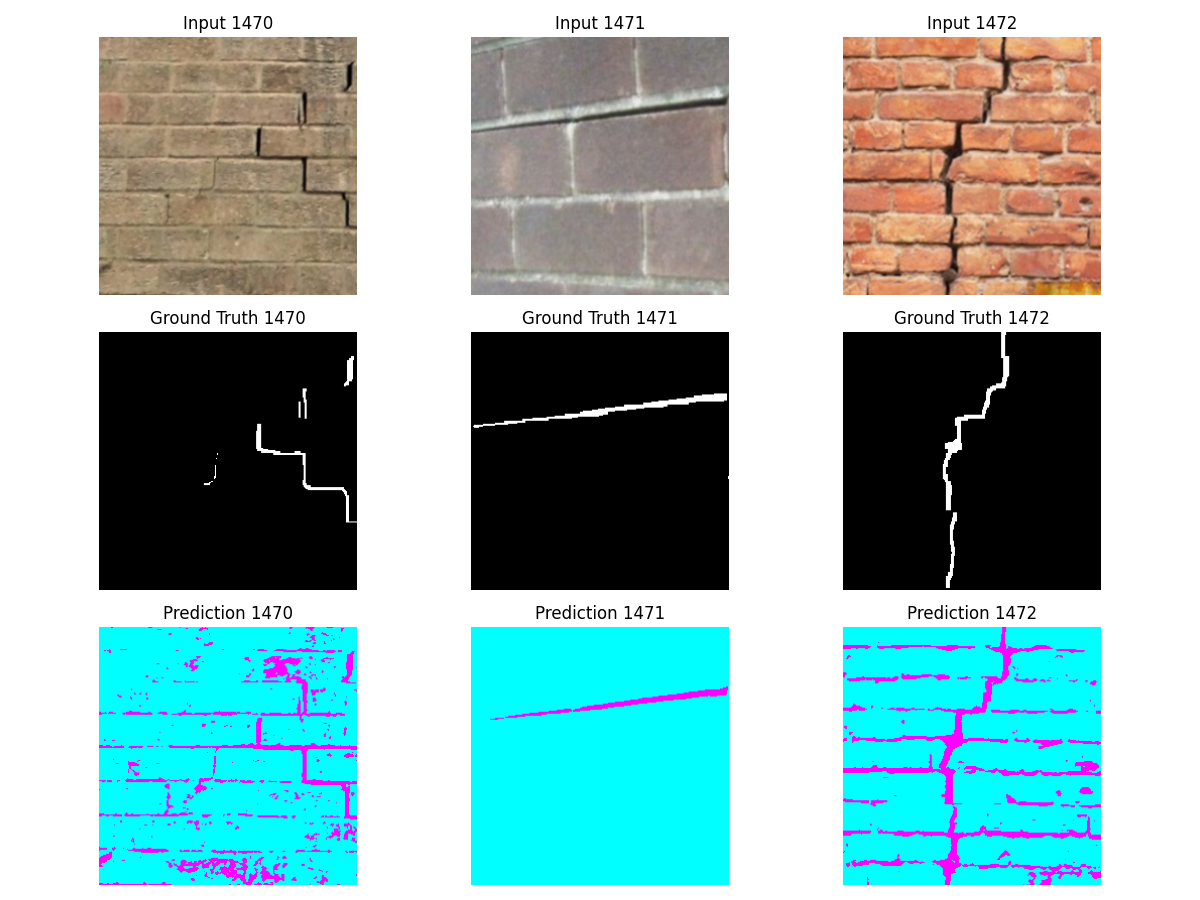 Input 1470
Input 1471
Input 1472
Ground Truth 1470
Ground Truth 1471
Ground Truth 1472
Prediction 1470
Prediction 1471
Prediction 1472